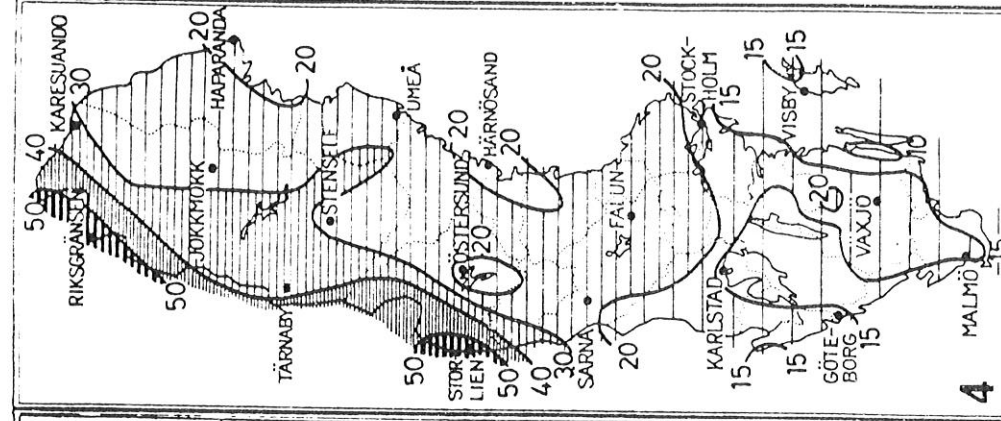 50
40
KARESUANDO
30
RIKSGRÄNSEN
20
HAPARANDA
JOKKMOKK
50
20
TÄRNABY
STENSELE
UMEÅ
50
ÖSTERSUND
20
20
HÄRNÖSAND
20
STOR-
LIEN
50
40
30
SÄRNA
FALUN
20
20
STOCK-
HOLM
KARLSTAD
15
15
15
VISBY
15
15
GÖTE-
BORG
15
20
VÄXJÖ
10
MALMÖ
15
4